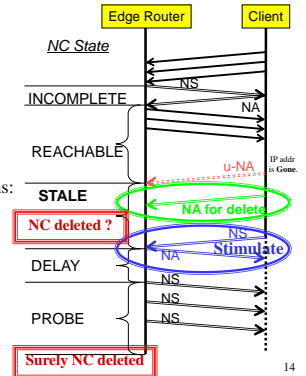 Edge Router
Client
NC State
NS
INCOMPLETE
NA
REACHABLE
IP addr
is Gone.
u-NA
ns:
STALE
NA for delete
NC deleted ?
NS
Stimulate
NA
DELAY
NS
NS
PROBE
NS
Surely NC deleted
14